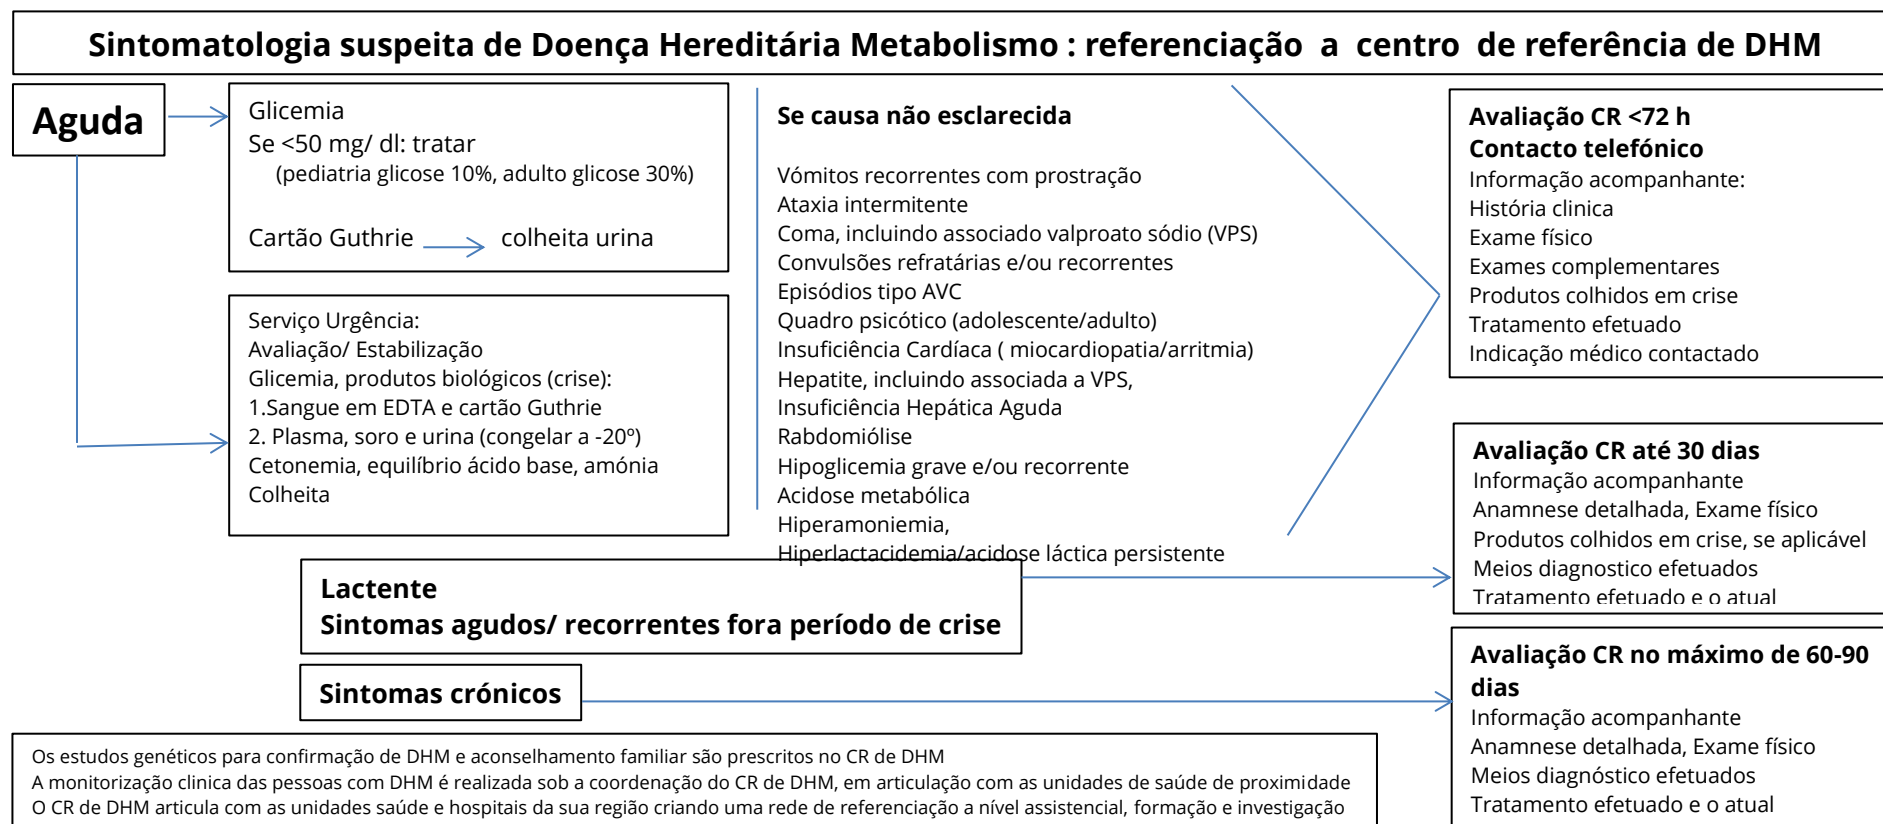 Sintomatologia suspeita de Doença Hereditária Metabolismo : referenciação a centro de referência de DHM
Aguda
Glicemia
Se <50 mg/ dl: tratar
(pediatria glicose 10%, adulto glicose 30%)
Cartão Guthrie colheita urina
Serviço Urgência:
Avaliação/ Estabilização
Glicemia, produtos biológicos (crise):
1.Sangue em EDTA e cartão Guthrie
2. Plasma, soro e urina (congelar a -20º)
Cetonemia, equilíbrio ácido base, amónia
Colheita
Se causa não esclarecida
Vómitos recorrentes com prostração
Ataxia intermitente
Coma, incluindo associado valproato sódio (VPS)
Convulsões refratárias e/ou recorrentes
Episódios tipo AVC
Quadro psicótico (adolescente/adulto)
Insuficiência Cardíaca ( miocardiopatia/arritmia)
Hepatite, incluindo associada a VPS,
Insuficiência Hepática Aguda
Rabdomiólise
Hipoglicemia grave e/ou recorrente
Acidose metabólica
Hiperamoniemia,
Hiperlactacidemia/acidose láctica persistente
Avaliação CR <72 h
Contacto telefónico
Informação acompanhante:
História clinica
Exame físico
Exames complementares
Produtos colhidos em crise
Tratamento efetuado
Indicação médico contactado
Lactente
Sintomas agudos/ recorrentes fora período de crise
Avaliação CR até 30 dias
Informação acompanhante
Anamnese detalhada, Exame físico
Produtos colhidos em crise, se aplicável
Meios diagnostico efetuados
Tratamento efetuado e o atual
Sintomas crónicos
Avaliação CR no máximo de 60-90
dias
Informação acompanhante
Anamnese detalhada, Exame físico
Meios diagnóstico efetuados
Tratamento efetuado e o atual
Os estudos genéticos para confirmação de DHM e aconselhamento familiar são prescritos no CR de DHM
A monitorização clinica das pessoas com DHM é realizada sob a coordenação do CR de DHM, em articulação com as unidades de saúde de proximidade
O CR de DHM articula com as unidades saúde e hospitais da sua região criando uma rede de referenciação a nível assistencial, formação e investigação